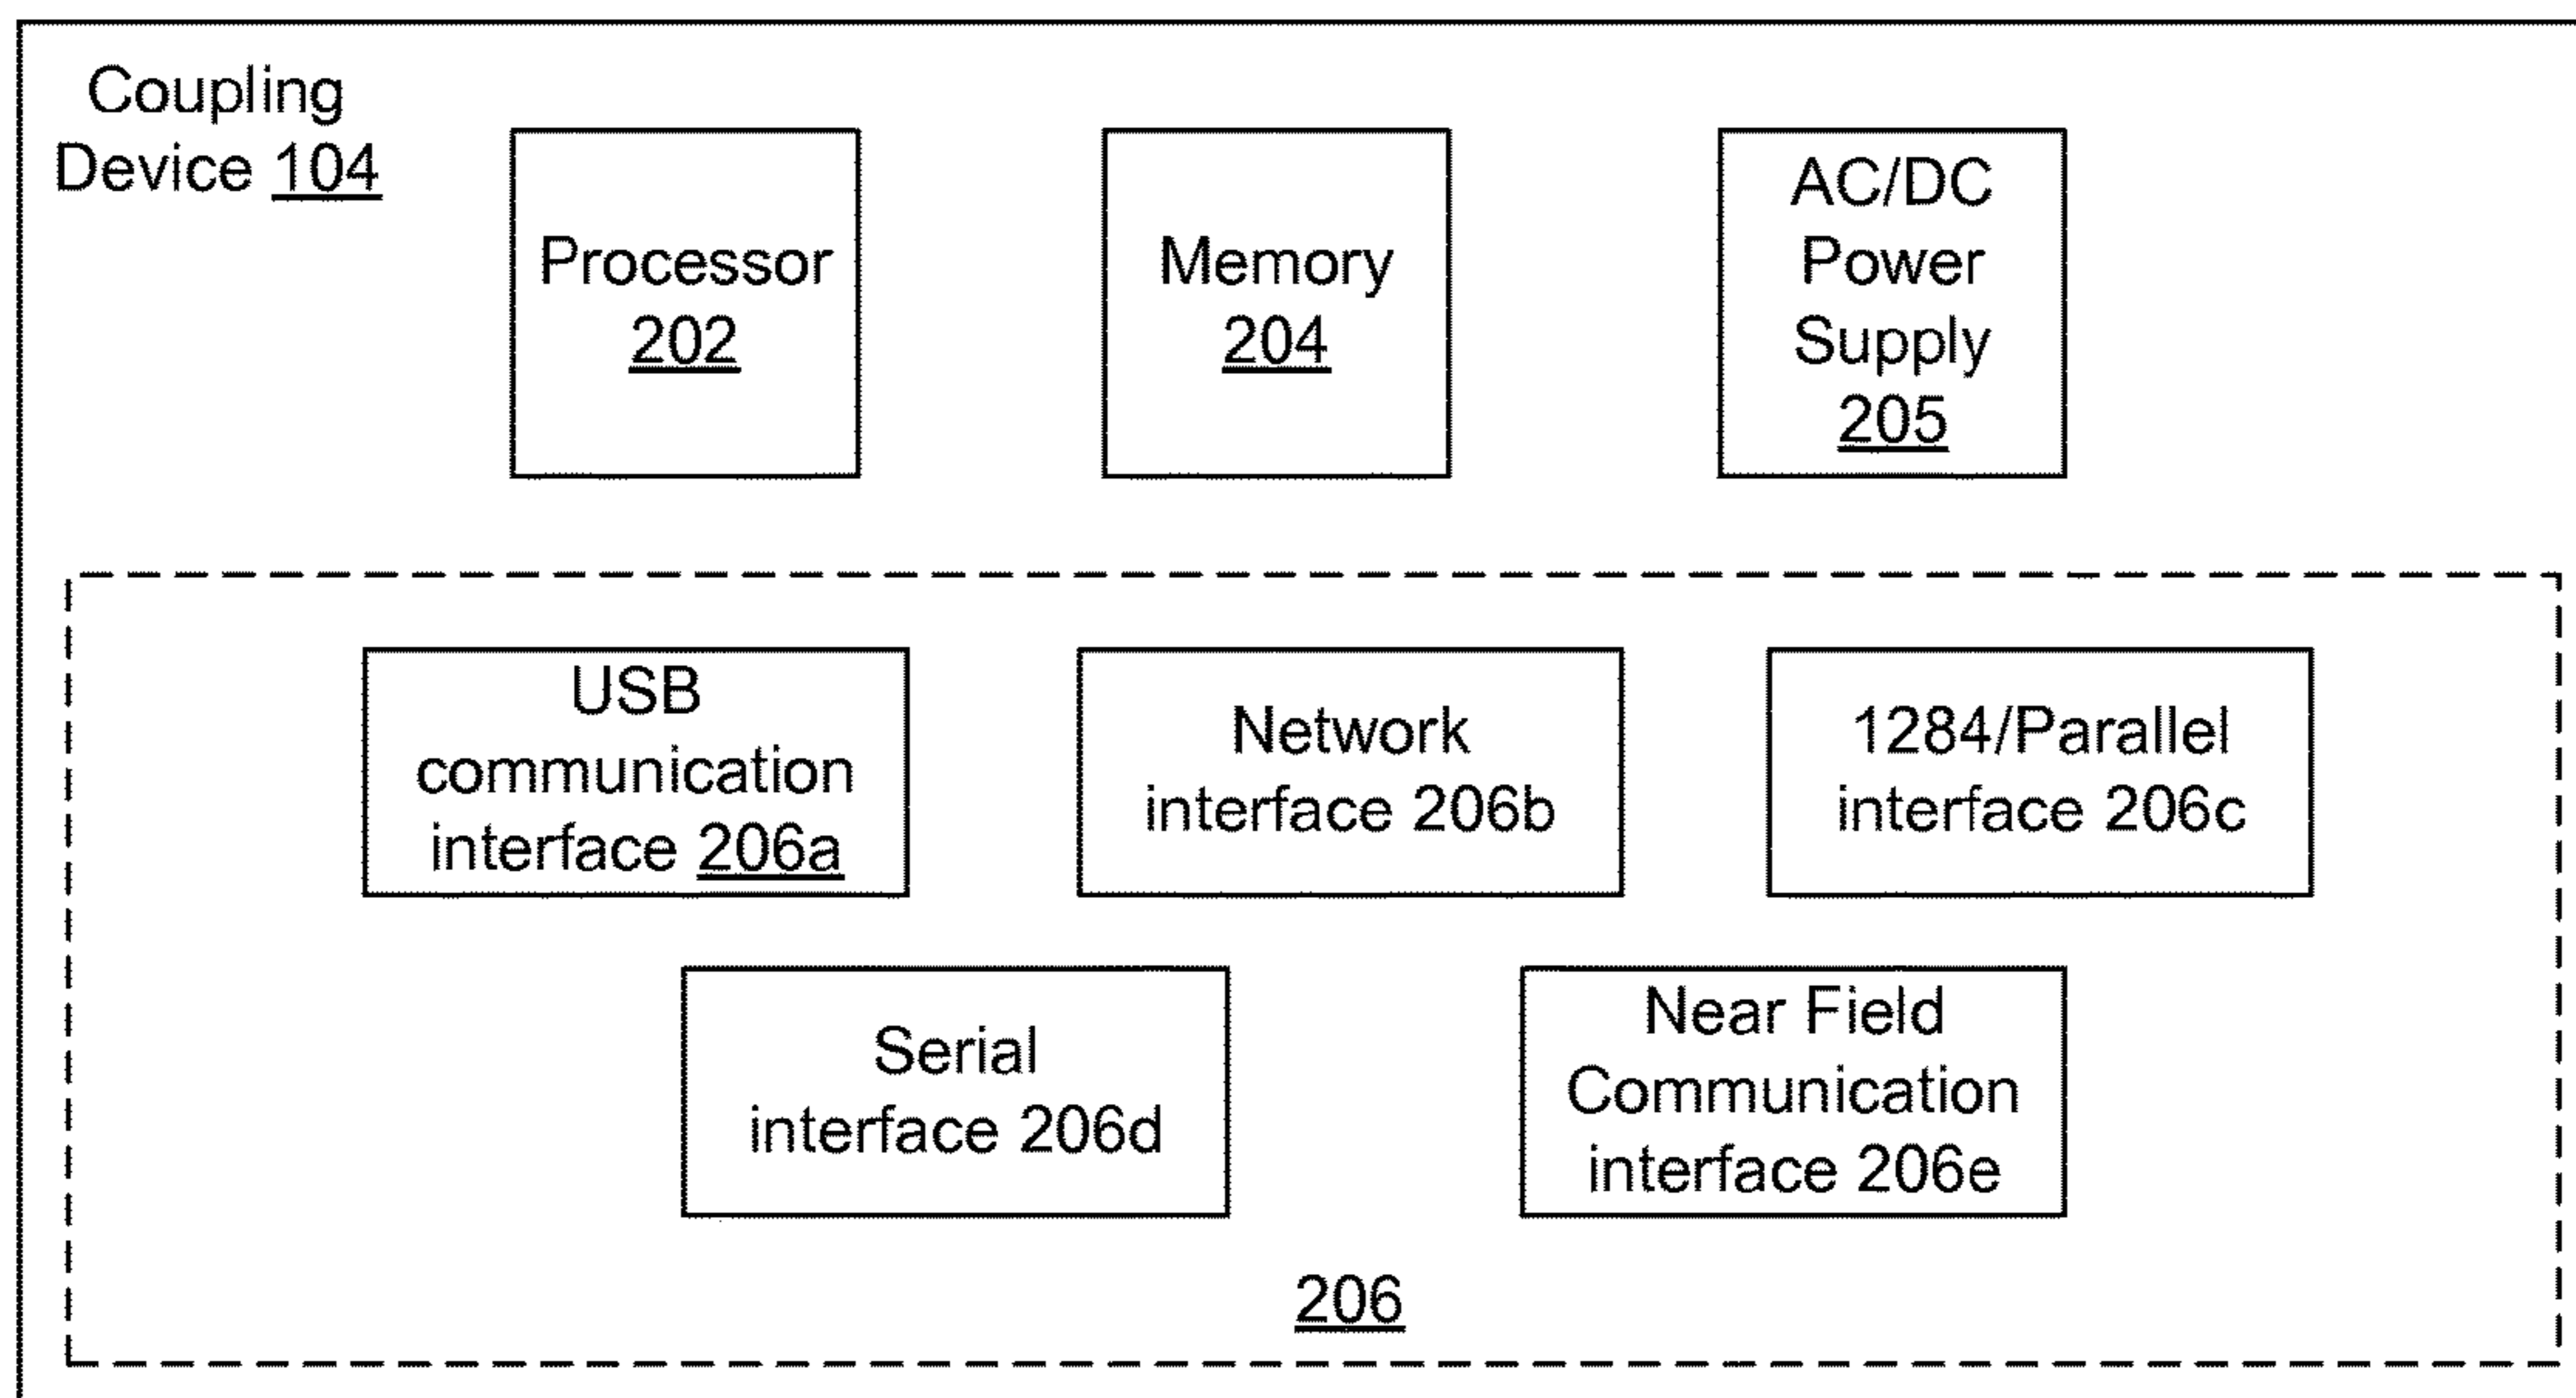 Coupling
Device 104
Processor
202
Memory
204
AC/DC
Power
Supply
205
USB
communication
interface 206a
Network
interface 206b
1284/Parallel
interface 206c
Serial
interface 206d
Near Field
Communication
interface 206e
206